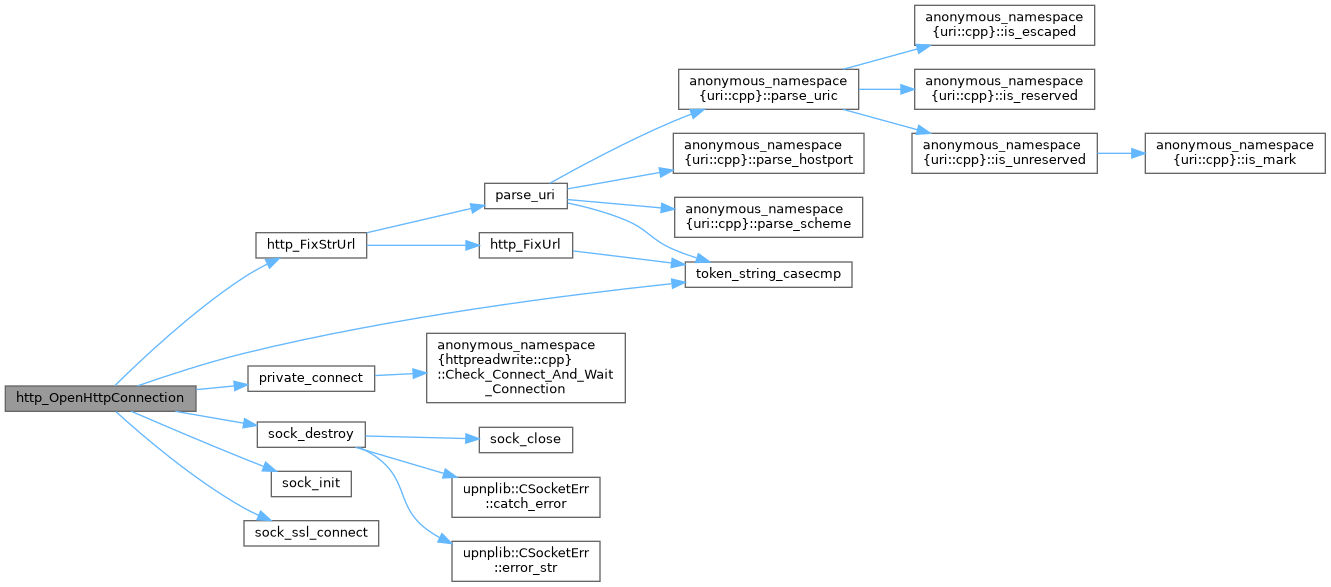 anonymous_namespace
{uri::cpp}::is_escaped
anonymous_namespace
{uri::cpp}::parse_uric
anonymous_namespace
{uri::cpp}::is_reserved
anonymous_namespace
{uri::cpp}::parse_hostport
anonymous_namespace
{uri::cpp}::is_unreserved
anonymous_namespace
{uri::cpp}::is_mark
parse_uri
anonymous_namespace
{uri::cpp}::parse_scheme
http_FixStrUrl
http_FixUrl
token_string_casecmp
anonymous_namespace
{httpreadwrite::cpp}
::Check_Connect_And_Wait
_Connection
private_connect
http_OpenHttpConnection
sock_destroy
sock_close
sock_init
upnplib::CSocketErr
::catch_error
sock_ssl_connect
upnplib::CSocketErr
::error_str